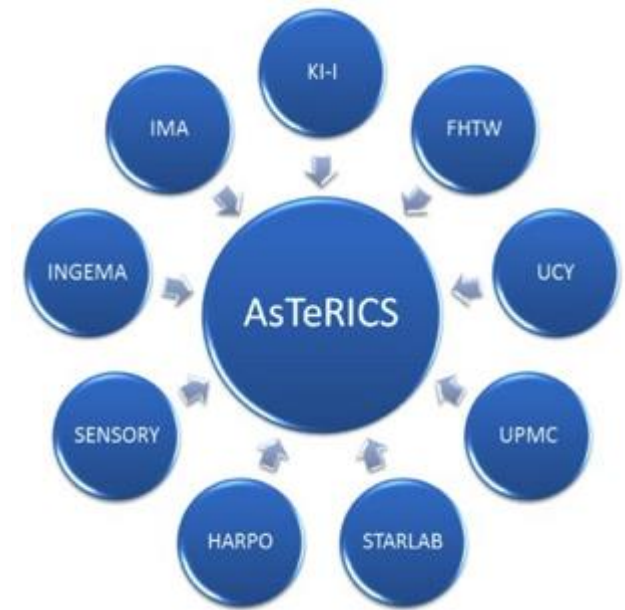 KI-I
IMA
FHTW
INGEMA
UCY
AsTeRICS
SENSORY
UPMC
HARPO
STARLAB